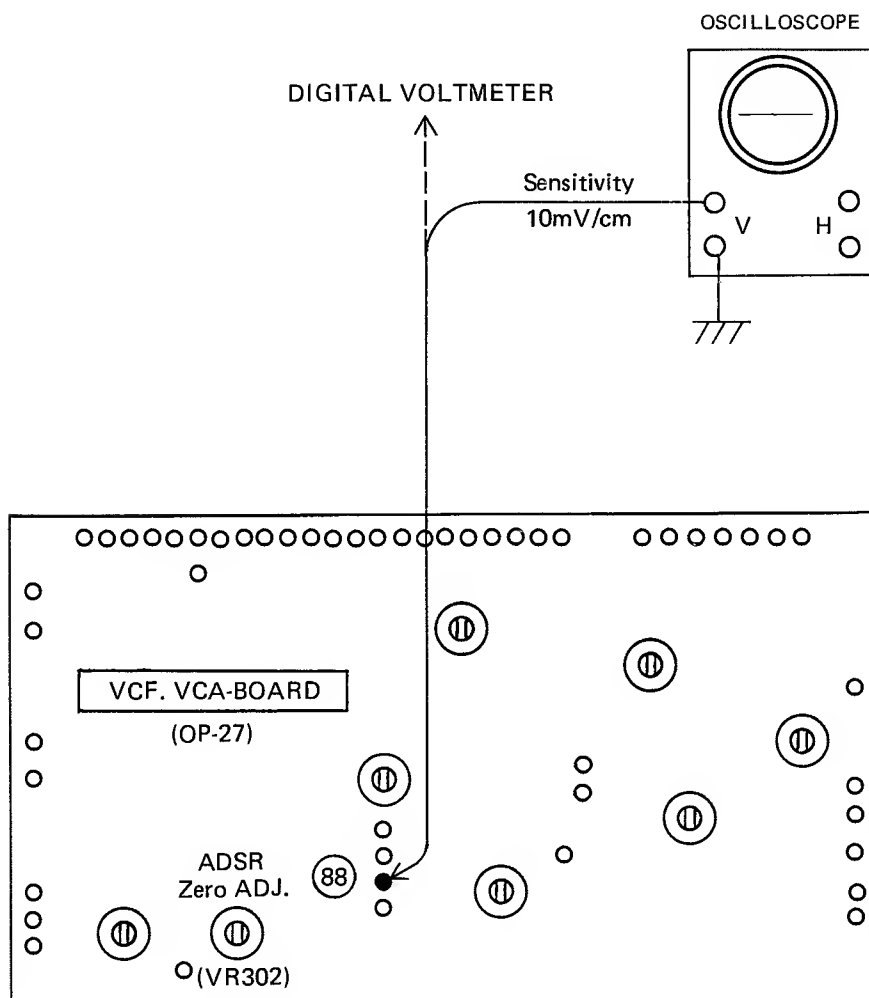 OSCILLOSCOPE
DIGITAL VOLTMETER
Sensitivity
10mV/cm
V
H
VCF. VCA-BOARD
(OP-27)
ADSR
Zero ADJ.
88
(VR302)